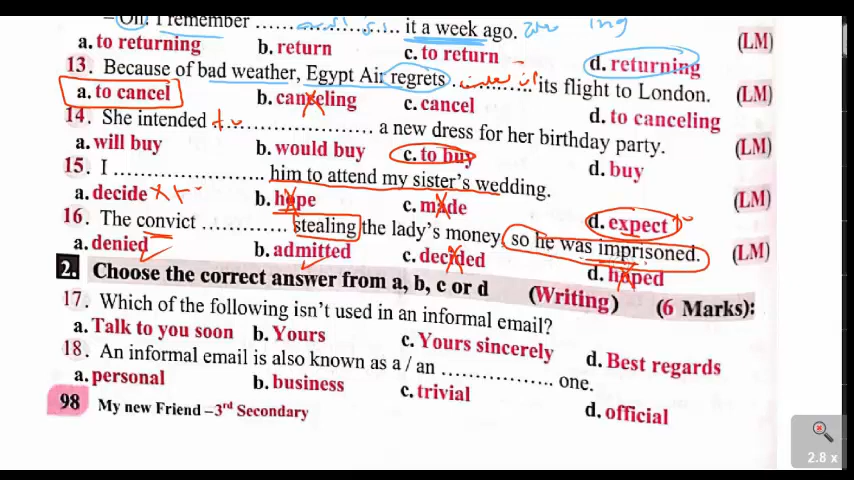 -Oh! I remember .................... it a week ago.
a. to returning b. return c. to return d. returning (LM)
ing
13. Because of bad weather, Egypt Air regrets .................... its flight to London.
a. to cancel b. canceling c. cancel d. to canceling (LM)
14. She intended .................... a new dress for her birthday party.
a. will buy b. would buy c. to buy d. buy (LM)
15. I .................... him to attend my sister's wedding.
a. decide b. hope c. made d. expect (LM)
16. The convict .................... stealing the lady's money, so he was imprisoned.
a. denied b. admitted c. decided d. hoped (LM)
2. Choose the correct answer from a, b, c or d (Writing) (6 Marks):
17. Which of the following isn't used in an informal email?
a. Talk to you soon b. Yours c. Yours sincerely d. Best regards
18. An informal email is also known as a / an .................... one.
a. personal b. business c. trivial d. official
98 My new Friend –3rd Secondary
2.8 x